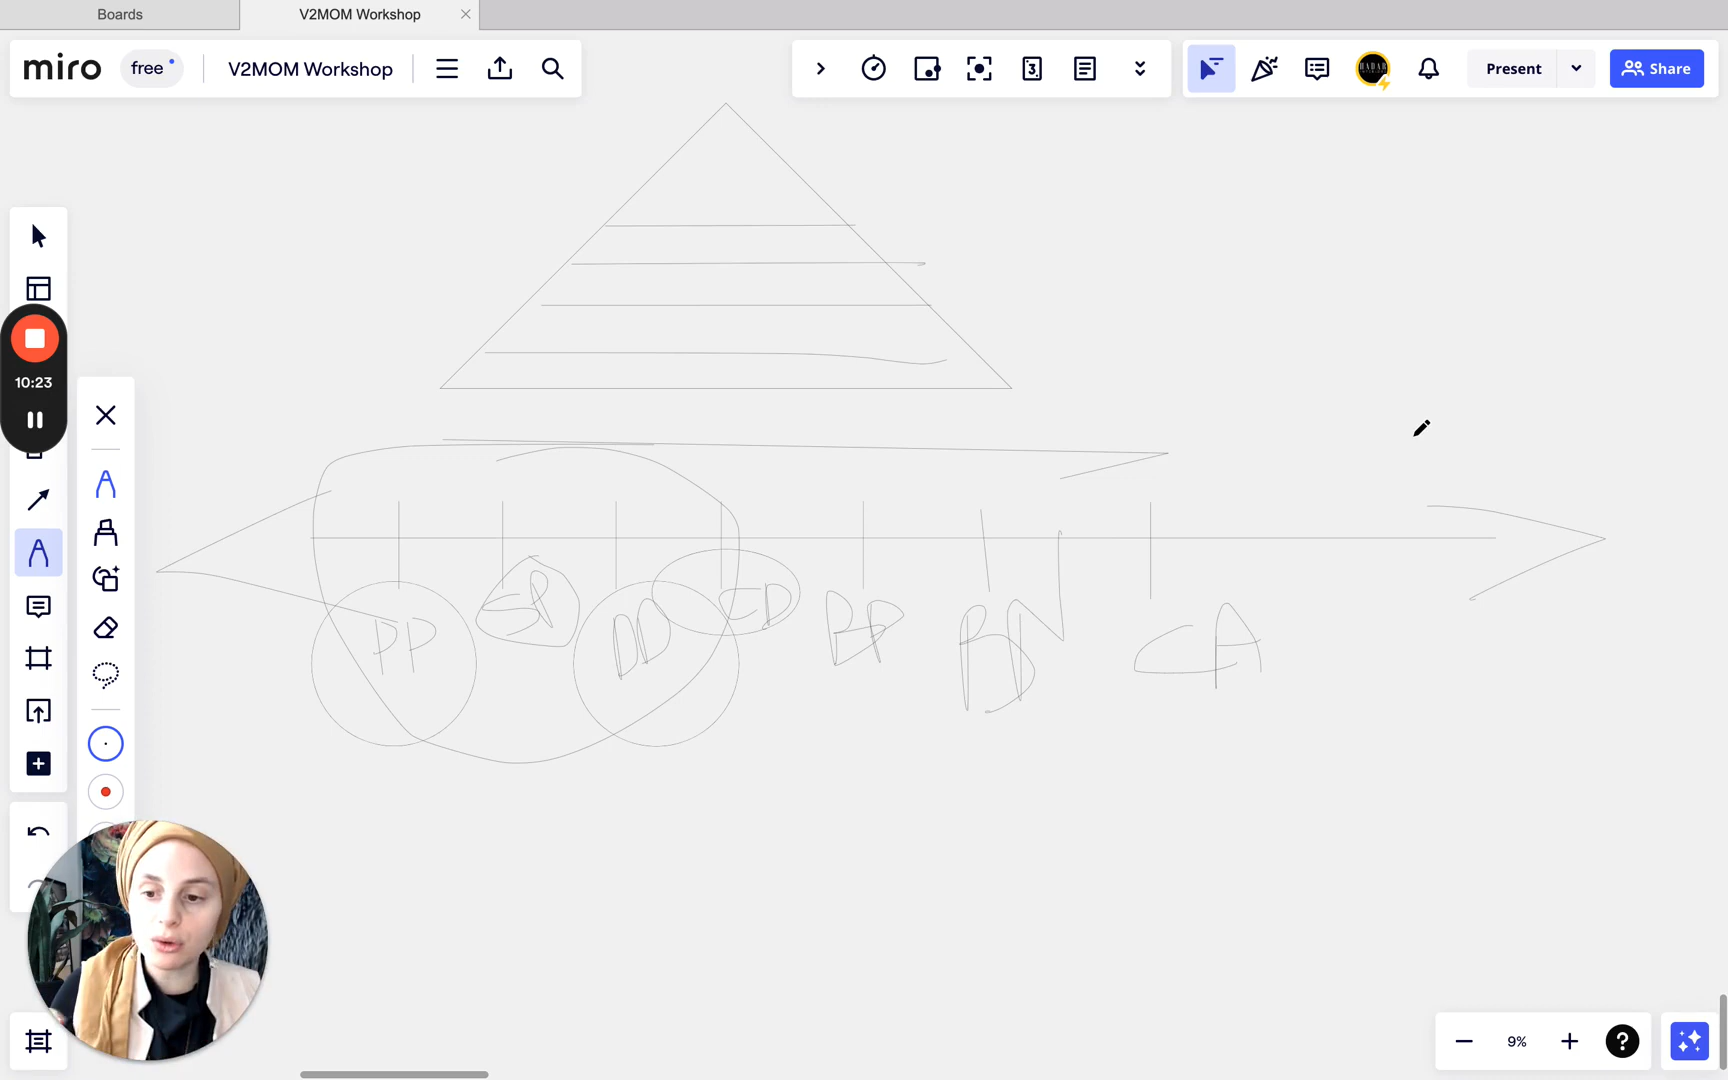 Boards
V2MOM Workshop
miro
free
V2MOM Workshop
3
Present
Share
10:23
PP
SP
DD
CD
BP
BN
CA
9%
?